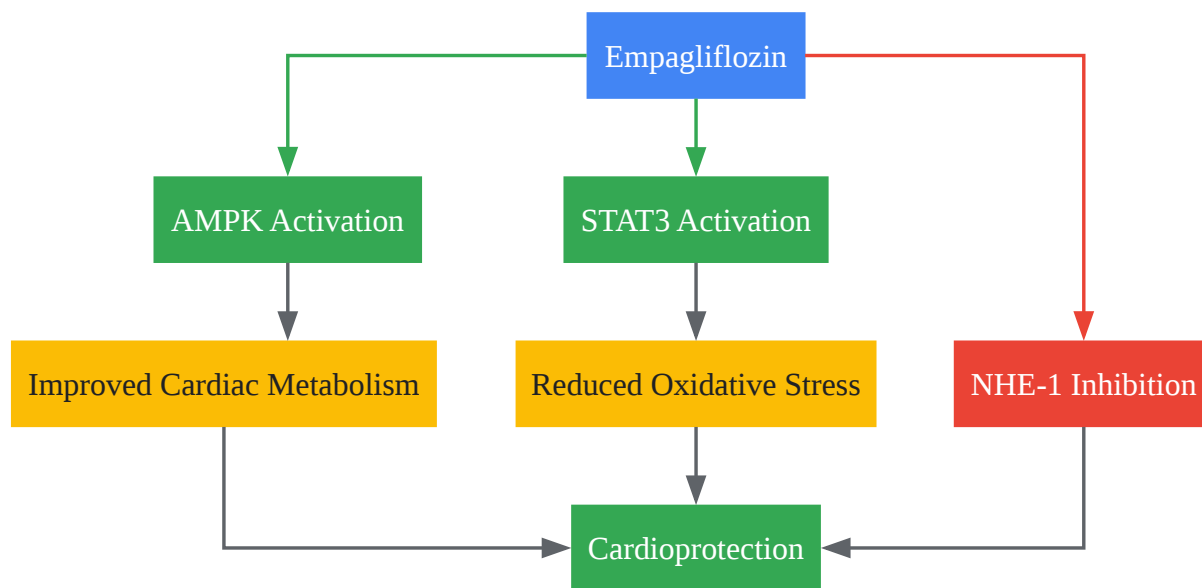 Empagliflozin
AMPK Activation
STAT3 Activation
Improved Cardiac Metabolism
Reduced Oxidative Stress
NHE-1 Inhibition
Cardioprotection